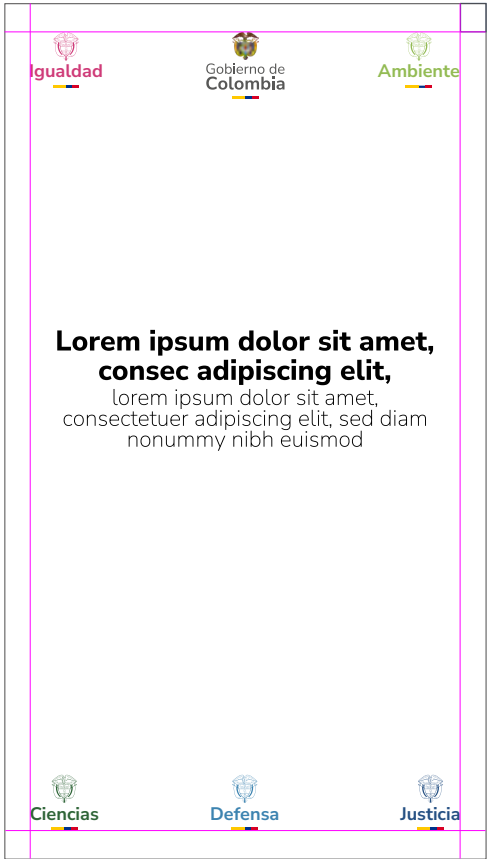 Igualdad
Gobierno de
Colombia
Ambiente
Lorem ipsum dolor sit amet,
consec adipiscing elit,
lorem ipsum dolor sit amet,
consectetuer adipiscing elit, sed diam
nonummy nibh euismod
Ciencias
Defensa
Justicia